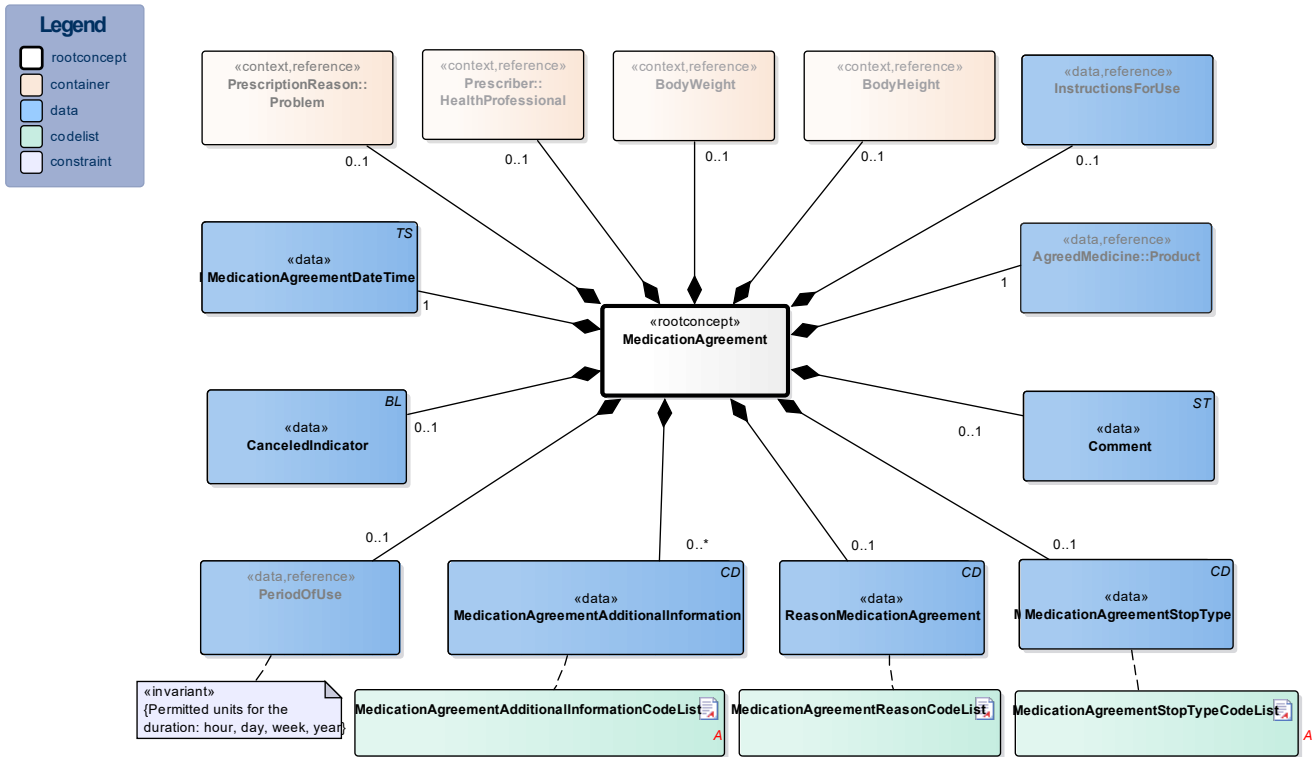 Legend
rootconcept
container
data
codelist
constraint
«context,reference»
PrescriptionReason::
Problem
0..1
«context,reference»
Prescriber::
HealthProfessional
0..1
«context,reference»
BodyWeight
0..1
«context,reference»
BodyHeight
0..1
«data,reference»
InstructionsForUse
0..1
TS
«data»
MedicationAgreementDateTime
1
«data,reference»
AgreedMedicine::Product
1
«rootconcept»
MedicationAgreement
BL
«data»
CanceledIndicator
0..1
ST
«data»
Comment
0..1
0..1
«data,reference»
PeriodOfUse
0..*
CD
«data»
MedicationAgreementAdditionalInformation
0..1
CD
«data»
ReasonMedicationAgreement
0..1
CD
«data»
MedicationAgreementStopType
«invariant»
{Permitted units for the
duration: hour, day, week, year}
MedicationAgreementAdditionalInformationCodeList
A
MedicationAgreementReasonCodeList
MedicationAgreementStopTypeCodeList
A